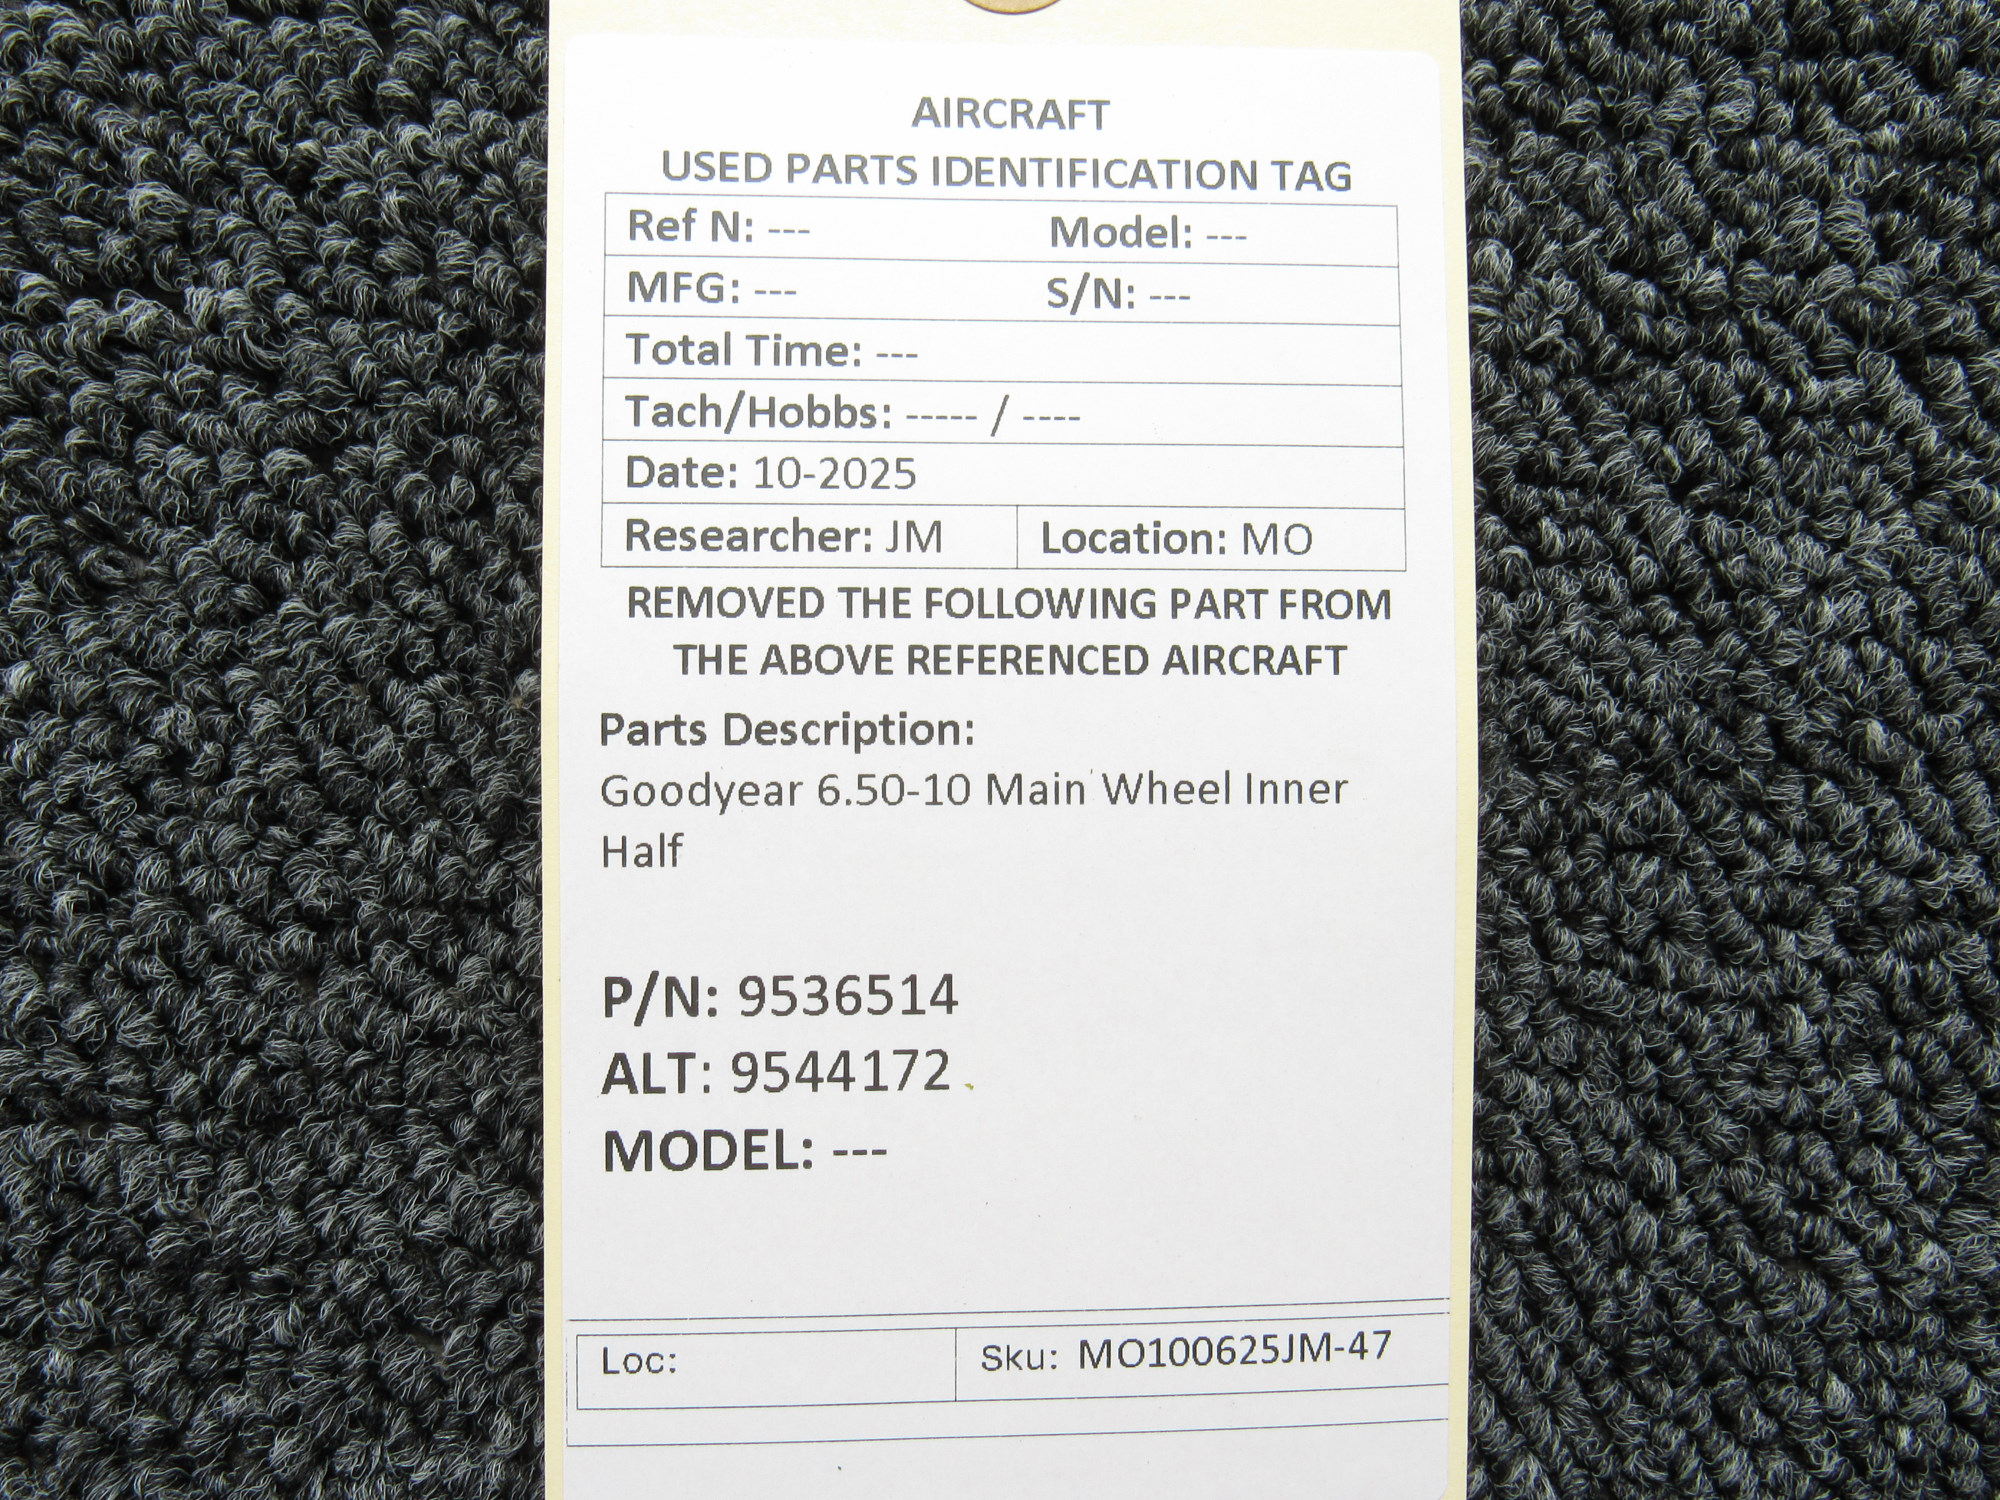 AIRCRAFT
USED PARTS IDENTIFICATION TAG
Ref N: --- Model: ---
MFG: --- S/N: ---
Total Time: ---
Tach/Hobbs: ----- / ----
Date: 10-2025
Researcher: JM Location: MO
REMOVED THE FOLLOWING PART FROM
THE ABOVE REFERENCED AIRCRAFT
Parts Description:
Goodyear 6.50-10 Main Wheel Inner
Half
P/N: 9536514
ALT: 9544172
MODEL: ---
Loc: Sku: MO100625JM-47